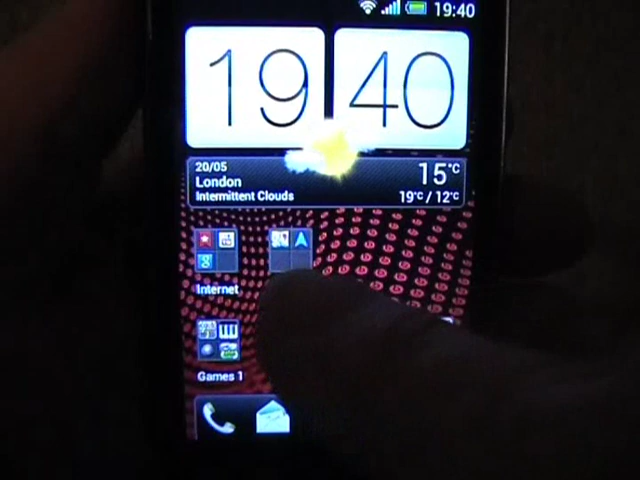 19:40
19 40
20/05
London
Intermittent Clouds
15°C
19°C / 12°C
Internet
Games 1